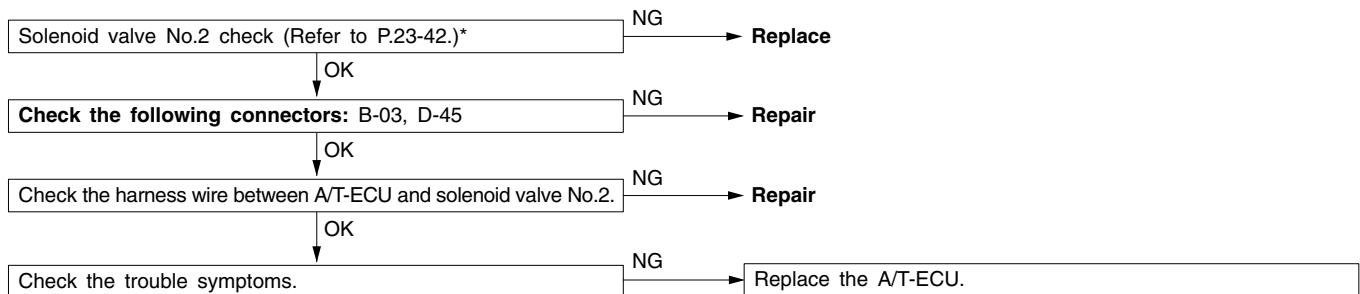 Solenoid valve No.2 check (Refer to P.23-42.)*
NG
Replace
OK
Check the following connectors: B-03, D-45
NG
Repair
OK
Check the harness wire between A/T-ECU and solenoid valve No.2.
NG
Repair
OK
Check the trouble symptoms.
NG
Replace the A/T-ECU.